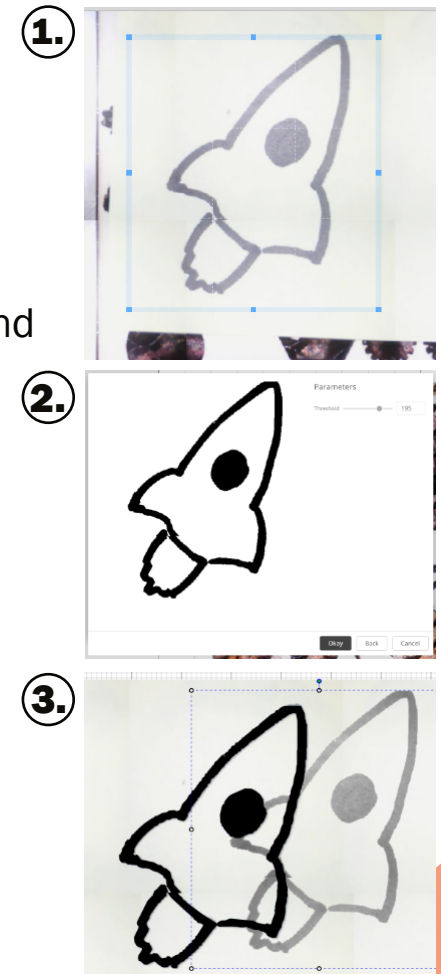 1.
nd
2.
Parameters
Threshold 195
Okay Back Cancel
3.